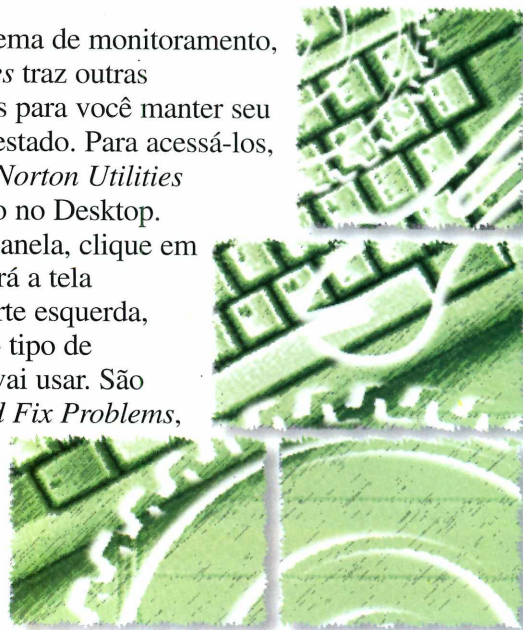 ema de monitoramento,
es traz outras
s para você manter seu
estado. Para acessá-los,
Norton Utilities
o no Desktop.
anela, clique em
rá a tela
rte esquerda,
o tipo de
vai usar. São
d Fix Problems,